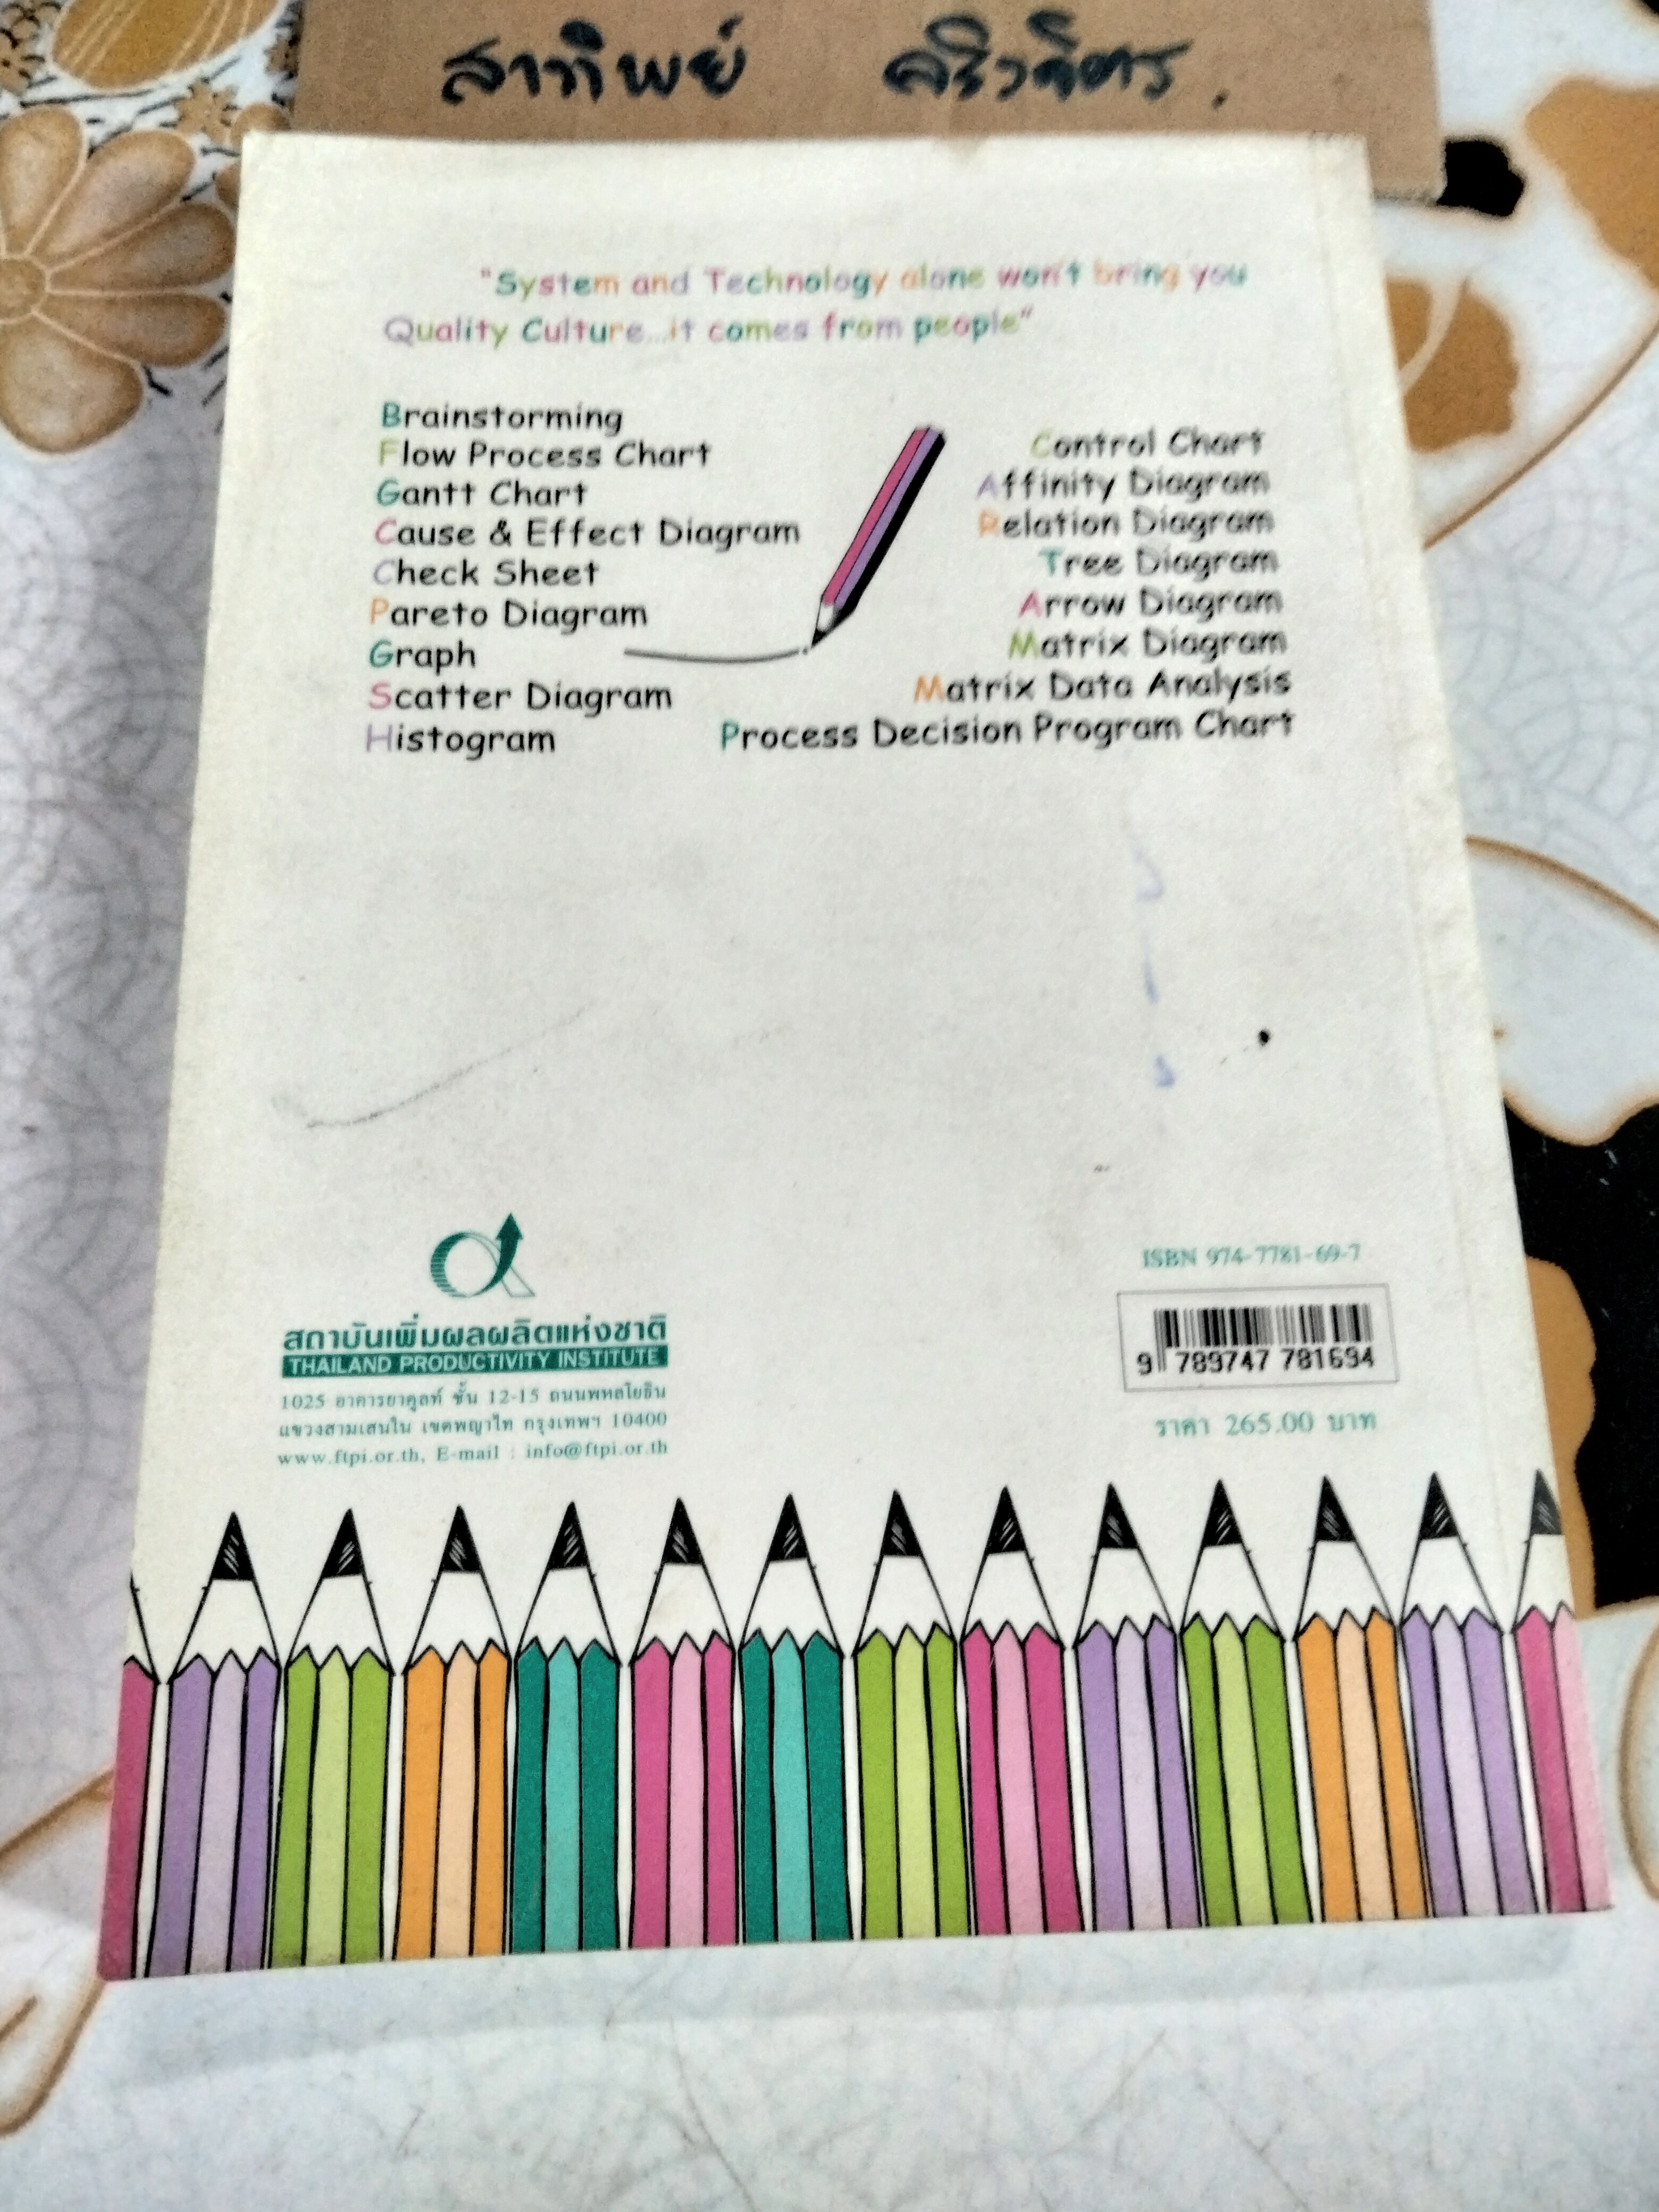 สาทิพย์ ศริวจิตร.
"System and Technology alone won't bring you
Quality Culture...it comes from people"
Brainstorming
Flow Process Chart
Gantt Chart
Cause & Effect Diagram
Check Sheet
Pareto Diagram
Graph
Scatter Diagram
Histogram
Control Chart
Affinity Diagram
Relation Diagram
Tree Diagram
Arrow Diagram
Matrix Diagram
Matrix Data Analysis
Process Decision Program Chart
สถาบันเพิ่มผลผลิตแห่งชาติ
THAILAND PRODUCTIVITY INSTITUTE
1025 อาคารยาคูลท์ ชั้น 12-15 ถนนพหลโยธิน
แขวงสามเสนใน เขตพญาไท กรุงเทพฯ 10400
www.ftpi.or.th, E-mail : info@ftpi.or.th
ISBN 974-7781-69-7
9 789747 781694
ราคา 265.00 บาท